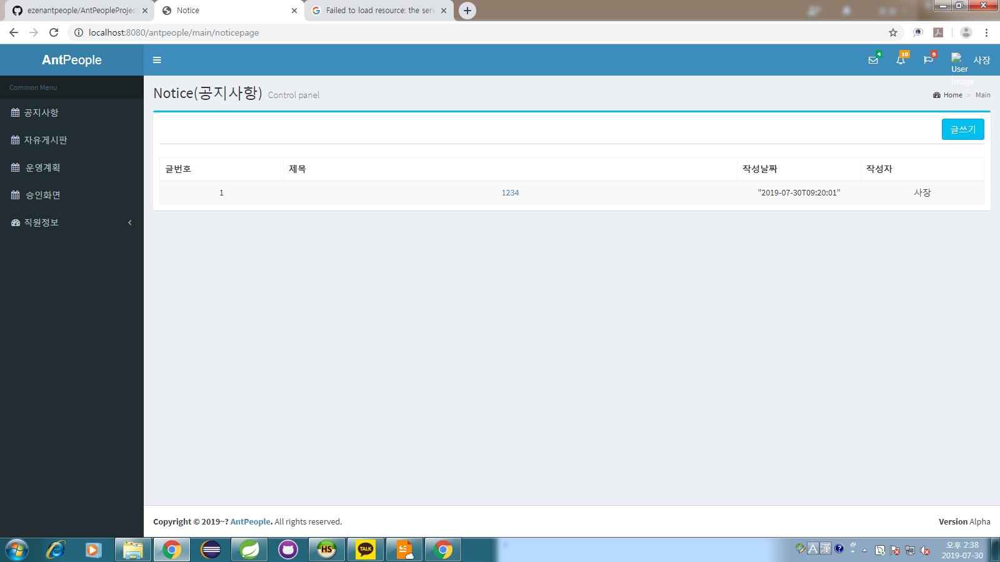 ezenantpeople/AntPeopleProjec
Notice
Failed to load resource: the serv
localhost:8080/antpeople/main/noticepage
AntPeople
4
10
9
User Image
사장
Common Menu
공지사항
자유게시판
운영계획
승인화면
직원정보
Notice(공지사항) Control panel
Home > Main
글쓰기
글번호 제목 작성날짜 작성자
1 1234 "2019-07-30T09:20:01" 사장
Copyright © 2019~? AntPeople. All rights reserved.
Version Alpha
HS
TALK
A 漢
오후 2:38
2019-07-30